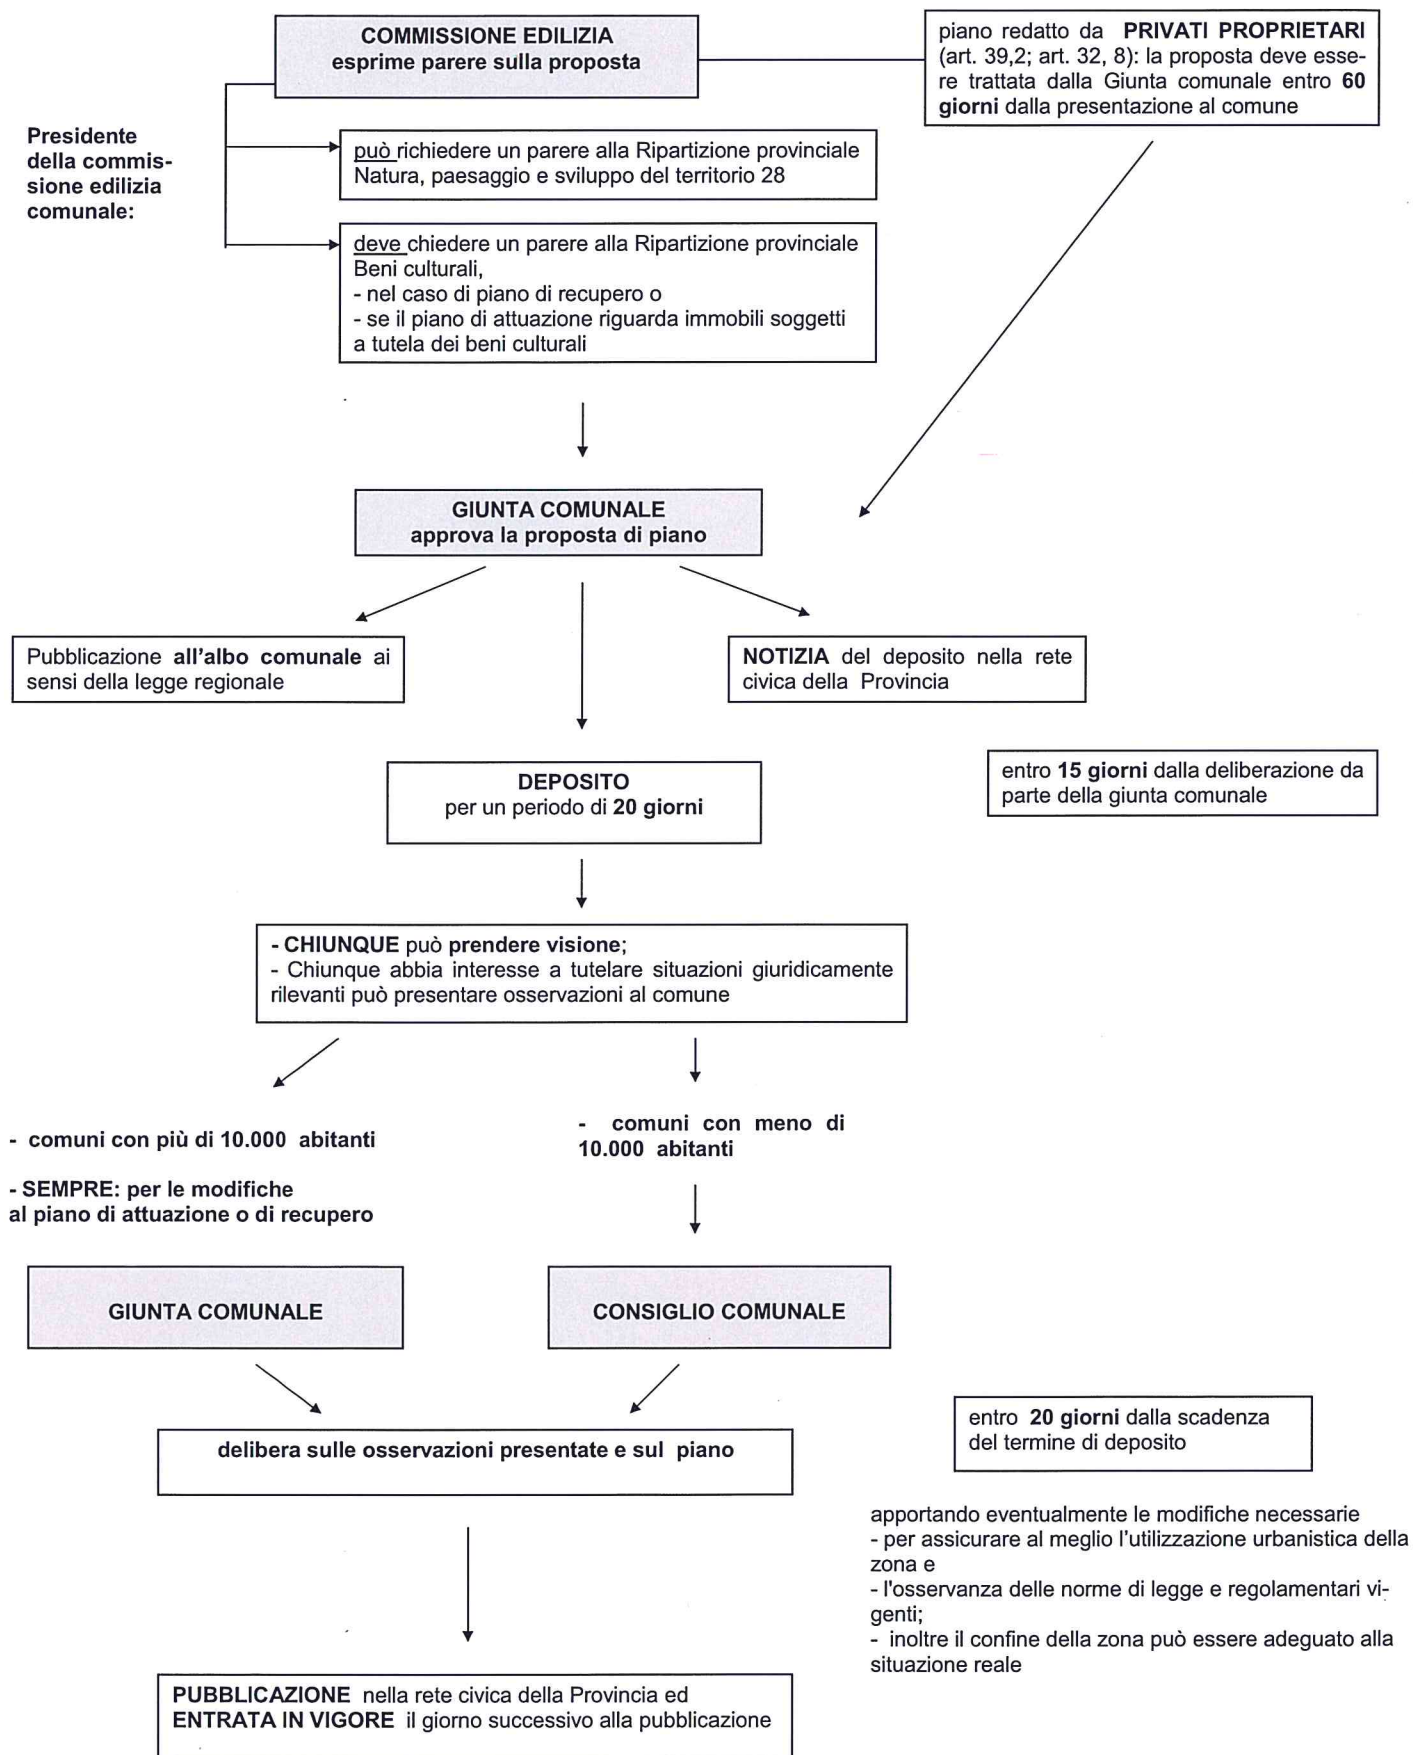 COMMISSIONE EDILIZIA
esprime parere sulla proposta
piano redatto da PRIVATI PROPRIETARI
(art. 39,2; art. 32, 8): la proposta deve esse-
re trattata dalla Giunta comunale entro 60
giorni dalla presentazione al comune
Presidente
della commis-
sione edilizia
comunale:
può richiedere un parere alla Ripartizione provinciale
Natura, paesaggio e sviluppo del territorio 28
deve chiedere un parere alla Ripartizione provinciale
Beni culturali,
- nel caso di piano di recupero o
- se il piano di attuazione riguarda immobili soggetti
a tutela dei beni culturali
GIUNTA COMUNALE
approva la proposta di piano
Pubblicazione all'albo comunale ai
sensi della legge regionale
NOTIZIA del deposito nella rete
civica della Provincia
DEPOSITO
per un periodo di 20 giorni
entro 15 giorni dalla deliberazione da
parte della giunta comunale
- CHIUNQUE può prendere visione;
- Chiunque abbia interesse a tutelare situazioni giuridicamente
rilevanti può presentare osservazioni al comune
- comuni con più di 10.000 abitanti
- SEMPRE: per le modifiche
al piano di attuazione o di recupero
- comuni con meno di
10.000 abitanti
GIUNTA COMUNALE
CONSIGLIO COMUNALE
delibera sulle osservazioni presentate e sul piano
entro 20 giorni dalla scadenza
del termine di deposito
apportando eventualmente le modifiche necessarie
- per assicurare al meglio l'utilizzazione urbanistica della
zona e
- l'osservanza delle norme di legge e regolamentari vi-
genti;
- inoltre il confine della zona può essere adeguato alla
situazione reale
PUBBLICAZIONE nella rete civica della Provincia ed
ENTRATA IN VIGORE il giorno successivo alla pubblicazione